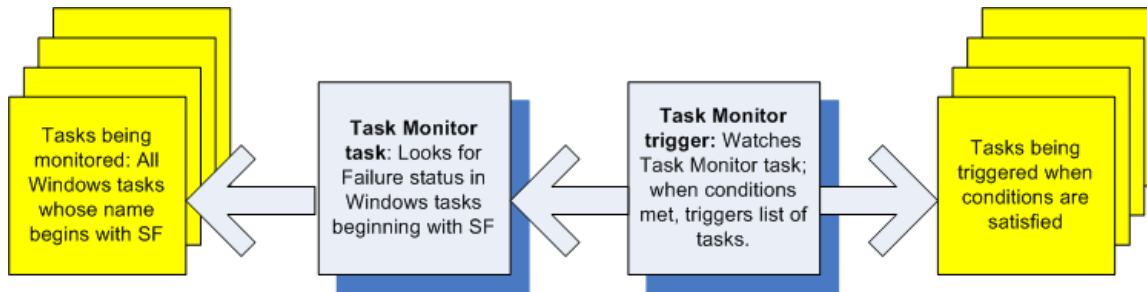 Tasks being
monitored: All
Windows tasks
whose name
begins with SF
Task Monitor
task: Looks for
Failure status in
Windows tasks
beginning with SF
Task Monitor
trigger: Watches
Task Monitor task;
when conditions
met, triggers list of
tasks.
Tasks being
triggered when
conditions are
satisfied